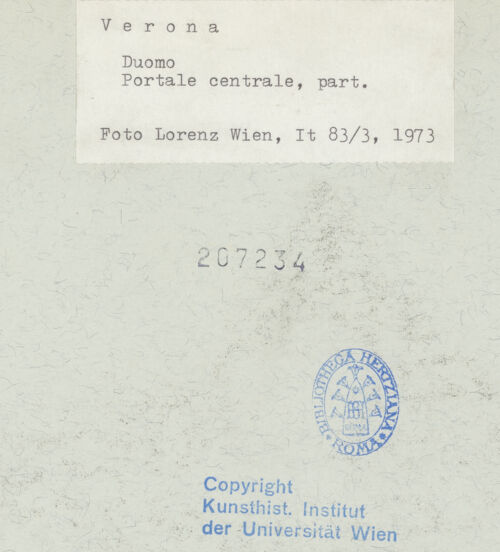 Verona
Duomo
Portale centrale, part.
Foto Lorenz Wien, It 83/3, 1973
207234
BIBLIOTHECA HERTZIANA
ROMA
Copyright
Kunsthist. Institut
der Universität Wien